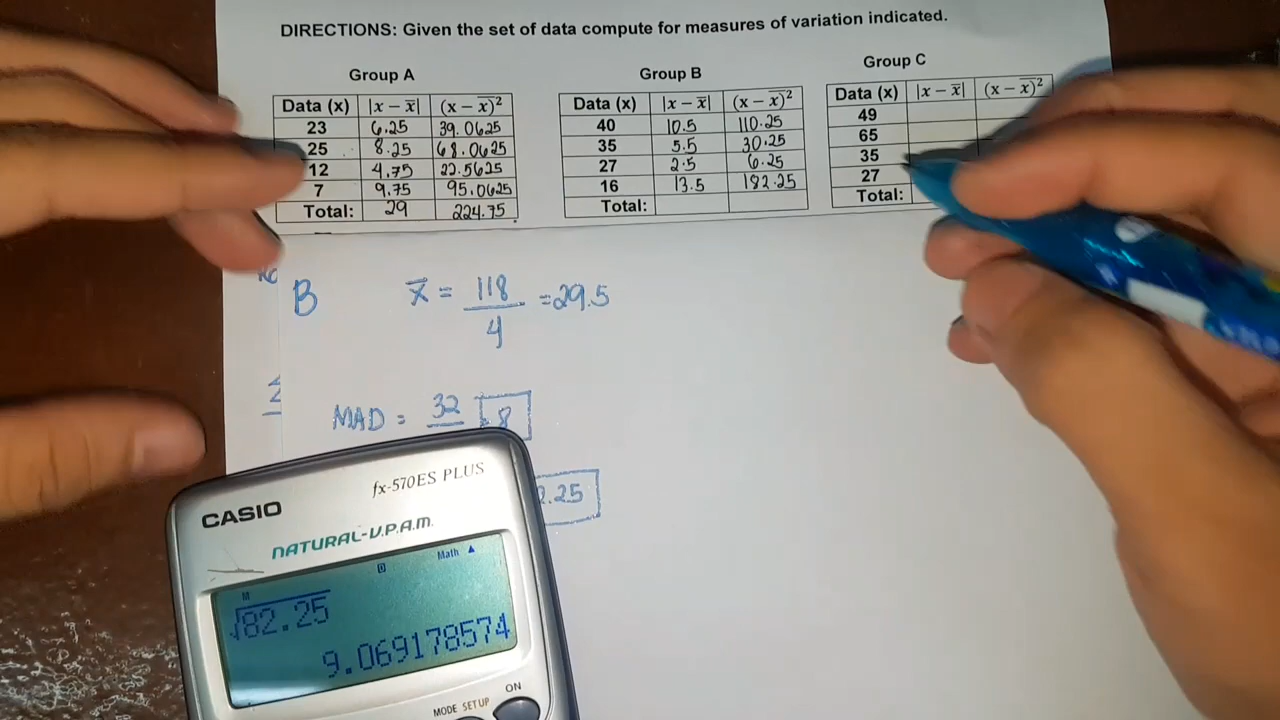 DIRECTIONS: Given the set of data compute for measures of variation indicated.
Group A
Data (x) |x − x̅| (x − x̅)²
23 6.25 39.0625
25 8.25 68.0625
12 4.75 22.5625
7 9.75 95.0625
Total: 29 224.75
Group B
Data (x) |x − x̅| (x − x̅)²
40 10.5 110.25
35 5.5 30.25
27 2.5 6.25
16 13.5 182.25
Total:
Group C
Data (x) |x − x̅| (x − x̅)²
49
65
35
27
Total:
B x̅ = 118/4 = 29.5
MAD = 32 = 8
2.25
CASIO fx-570ES PLUS
NATURAL-V.P.A.M.
M D Math ▲
√82.25
9.069178574
MODE SETUP ON